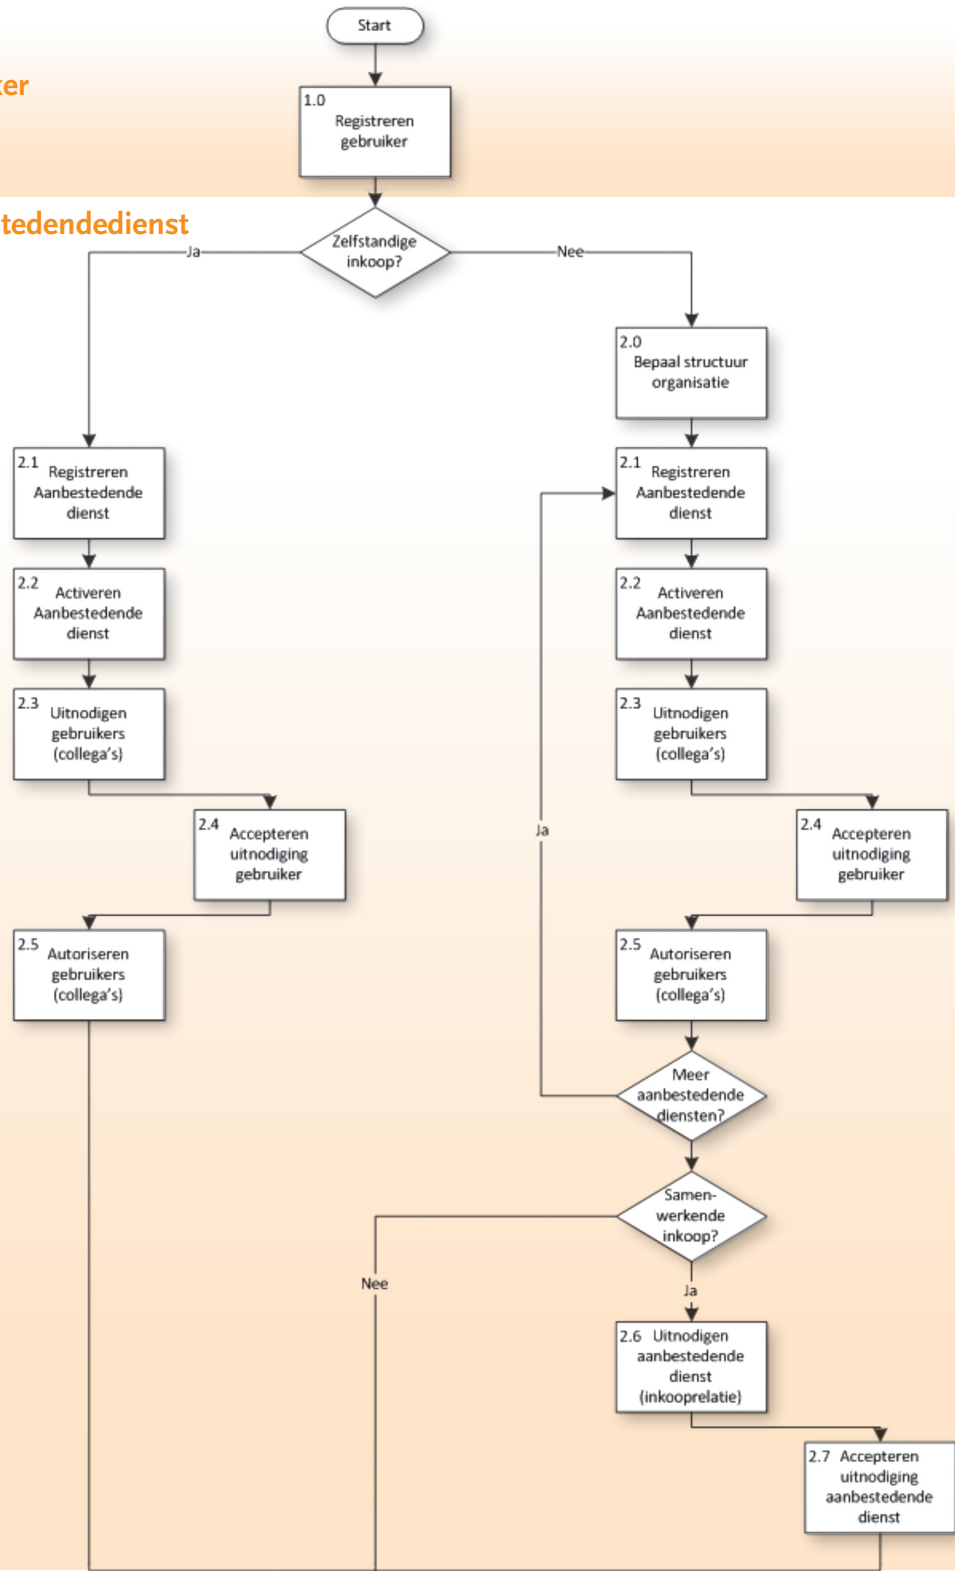 Start
ker
1.0
Registreren
gebruiker
tedendedienst
Zelfstandige
inkoop?
Ja
Nee
2.0
Bepaal structuur
organisatie
2.1
Registreren
Aanbestedende
dienst
2.1
Registreren
Aanbestedende
dienst
2.2
Activeren
Aanbestedende
dienst
2.2
Activeren
Aanbestedende
dienst
2.3
Uitnodigen
gebruikers
(collega's)
2.3
Uitnodigen
gebruikers
(collega's)
2.4
Accepteren
uitnodiging
gebruiker
Ja
2.4
Accepteren
uitnodiging
gebruiker
2.5
Autoriseren
gebruikers
(collega's)
2.5
Autoriseren
gebruikers
(collega's)
Meer
aanbestedende
diensten?
Samen-
werkende
inkoop?
Nee
Ja
2.6 Uitnodigen
aanbestedende
dienst
(inkooprelatie)
2.7 Accepteren
uitnodiging
aanbestedende
dienst